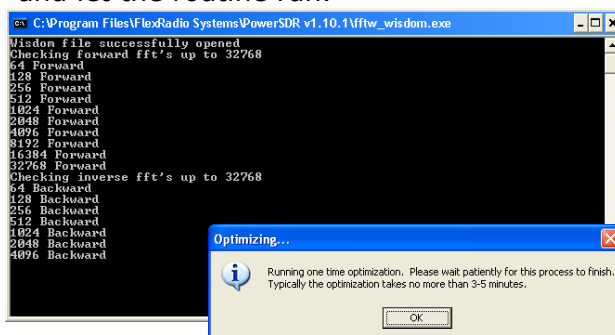 and let the routine run.
C:\Program Files\FlexRadio Systems\PowerSDR v1.10.1\fftw_wisdom.exe
Wisdom file successfully opened
Checking forward fft's up to 32768
64 Forward
128 Forward
256 Forward
512 Forward
1024 Forward
2048 Forward
4096 Forward
8192 Forward
16384 Forward
32768 Forward
Checking inverse fft's up to 32768
64 Backward
128 Backward
256 Backward
512 Backward
1024 Backward
2048 Backward
4096 Backward
Optimizing...
Running one time optimization. Please wait patiently for this process to finish.
Typically the optimization takes no more than 3-5 minutes.
OK